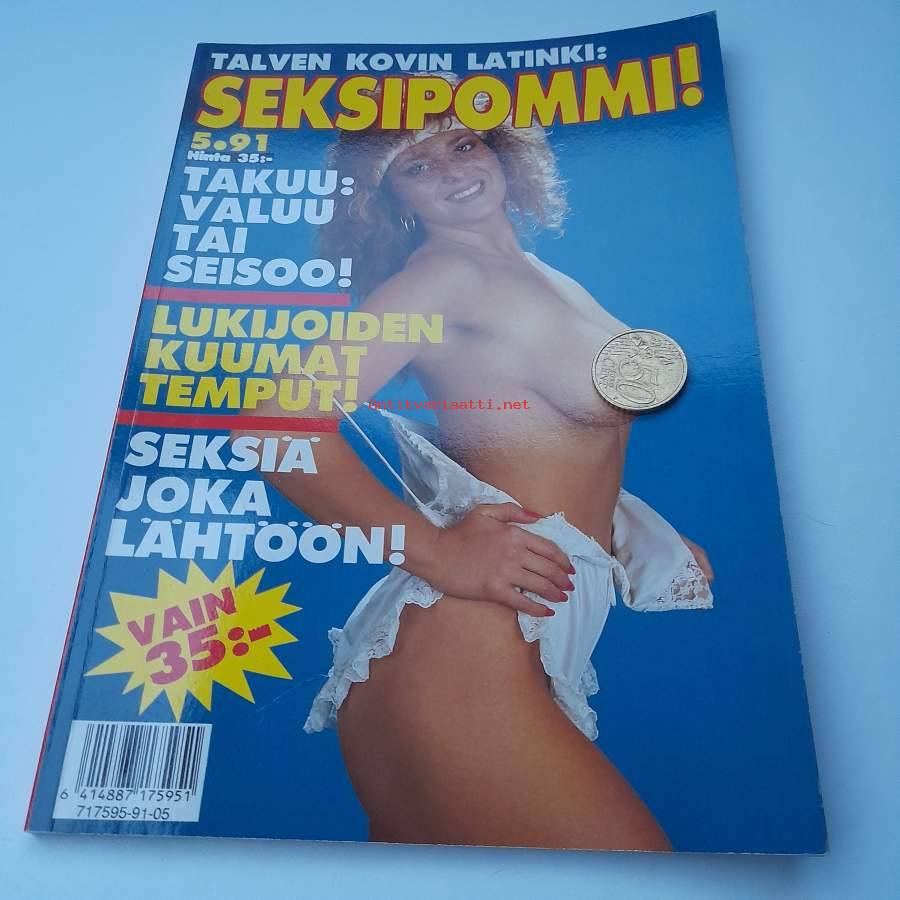 TALVEN KOVIN LATINKI:
SEKSIPOMMI!
5.91
Hinta 35:-
TAKUU:
VALUU
TAI
SEISOO!
LUKIJOIDEN
KUUMAT
TEMPUT!
antikvariaatti.net
SEKSIÄ
JOKA
LÄHTÖÖN!
VAIN
35:-
6 414887 175951
717595-91-05
50